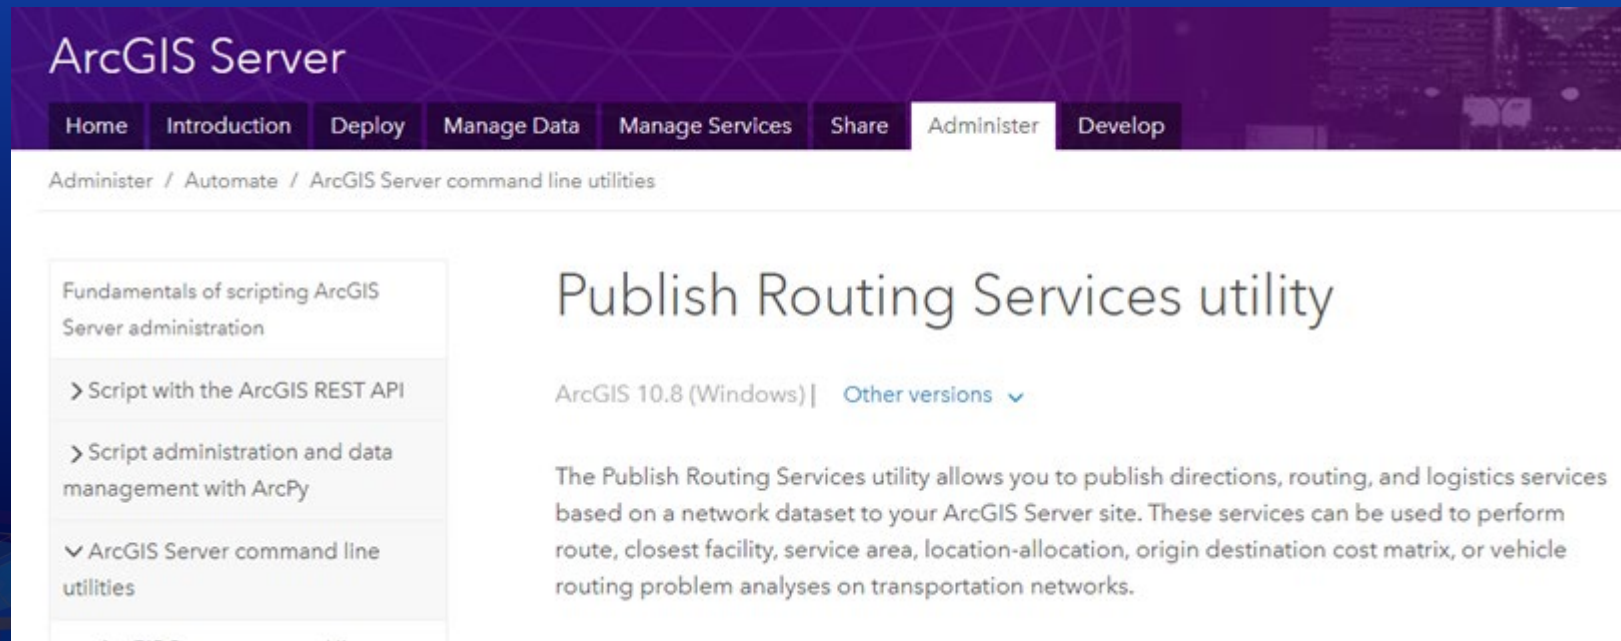 ArcGIS Server
Home Introduction Deploy Manage Data Manage Services Share Administer Develop
Administer / Automate / ArcGIS Server command line utilities
Fundamentals of scripting ArcGIS
Server administration
Script with the ArcGIS REST API
Script administration and data
management with ArcPy
ArcGIS Server command line
utilities
Publish Routing Services utility
ArcGIS 10.8 (Windows) | Other versions
The Publish Routing Services utility allows you to publish directions, routing, and logistics services
based on a network dataset to your ArcGIS Server site. These services can be used to perform
route, closest facility, service area, location-allocation, origin destination cost matrix, or vehicle
routing problem analyses on transportation networks.